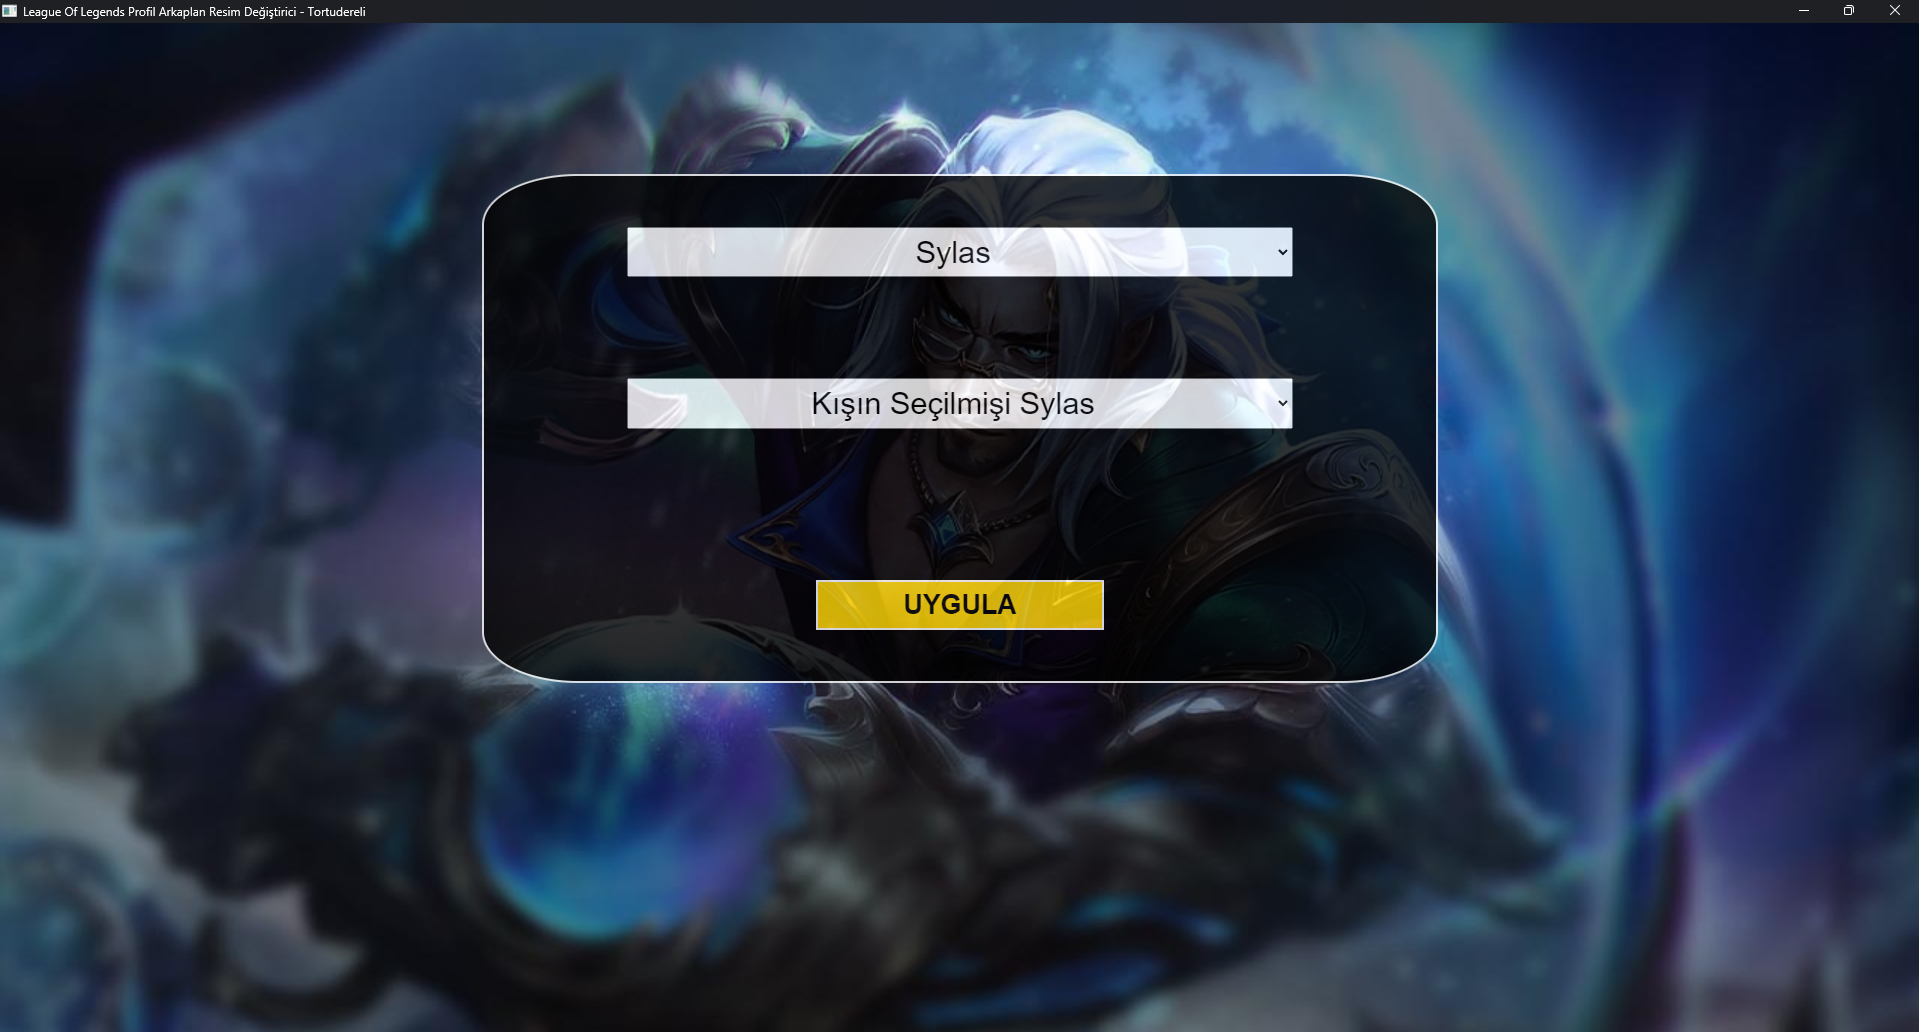 League Of Legends Profil Arkaplan Resim Değiştirici - Tortudereli
Sylas
Kışın Seçilmişi Sylas
UYGULA